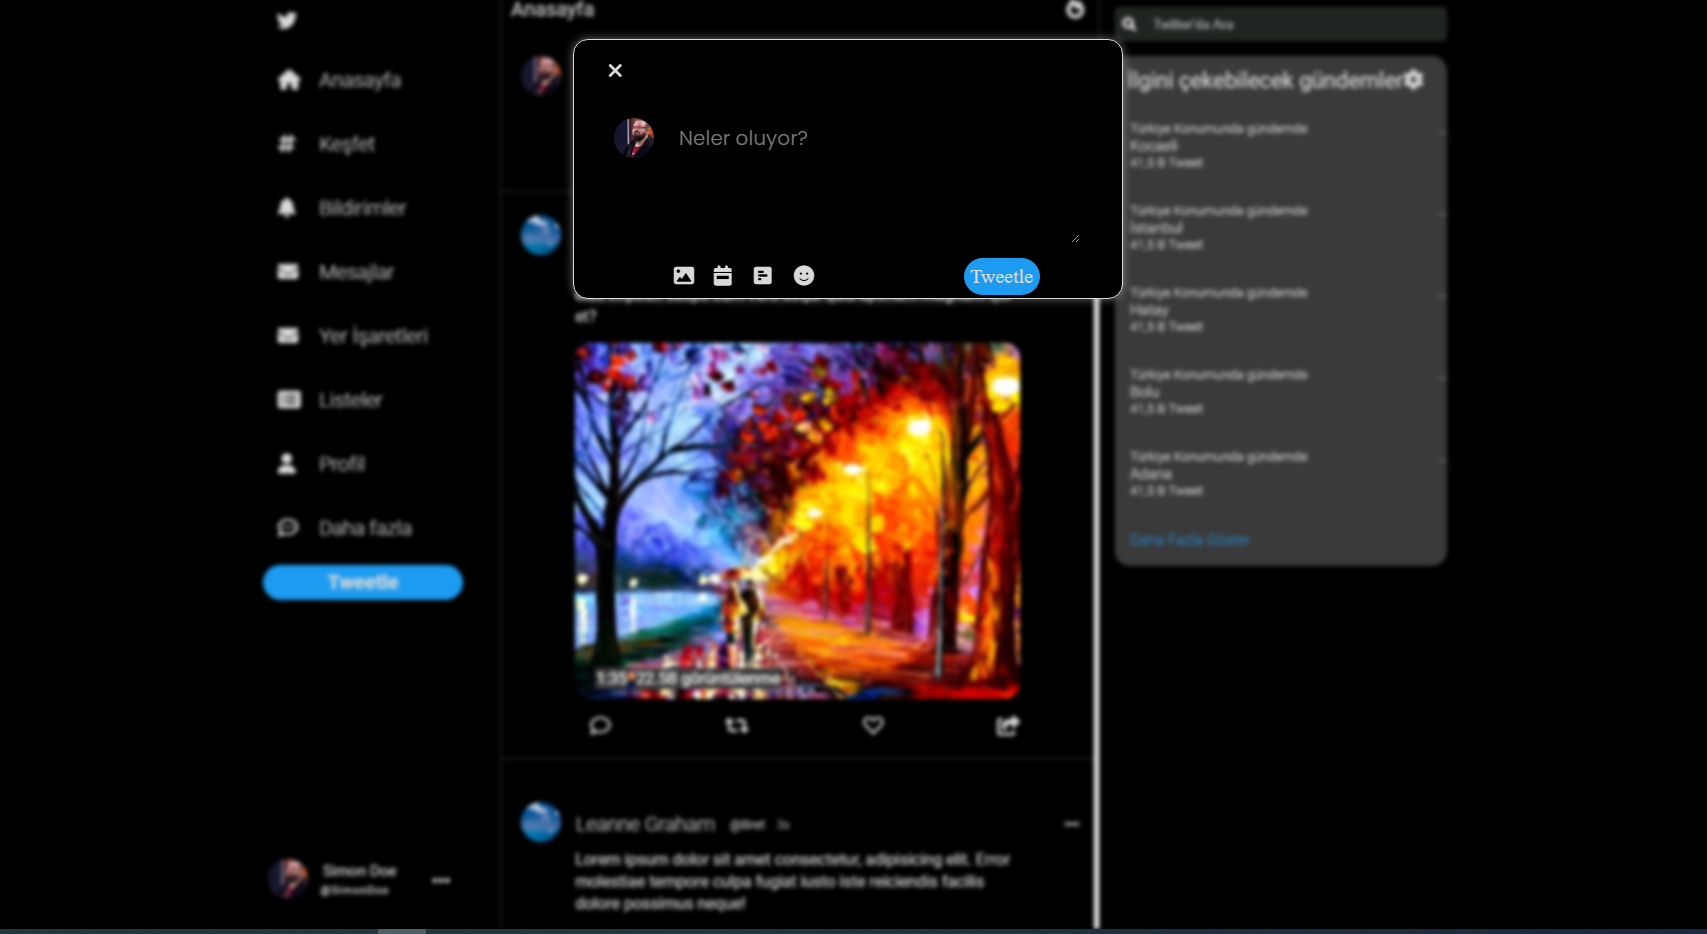 Anasayfa
Keşfet
Bildirimler
Mesajlar
Yer İşaretleri
Listeler
Profil
Daha fazla
Tweetle
Simon Doe
@SimonDoe
Anasayfa
Neler oluyor?
Tweetle
et?
1:35 22.5B görüntülenme
Leanne Graham
Lorem ipsum dolor sit amet consectetur, adipisicing elit. Error
molestiae tempore culpa fugiat iusto iste reiciendis facilis
dolore possimus neque!
Twitter'da Ara
İlgini çekebilecek gündemler
Türkiye Konumunda gündemde
Kocaeli
41,5 B Tweet
Türkiye Konumunda gündemde
İstanbul
41,5 B Tweet
Türkiye Konumunda gündemde
Hatay
41,5 B Tweet
Türkiye Konumunda gündemde
Bolu
41,5 B Tweet
Türkiye Konumunda gündemde
Adana
41,5 B Tweet
Daha Fazla Göster